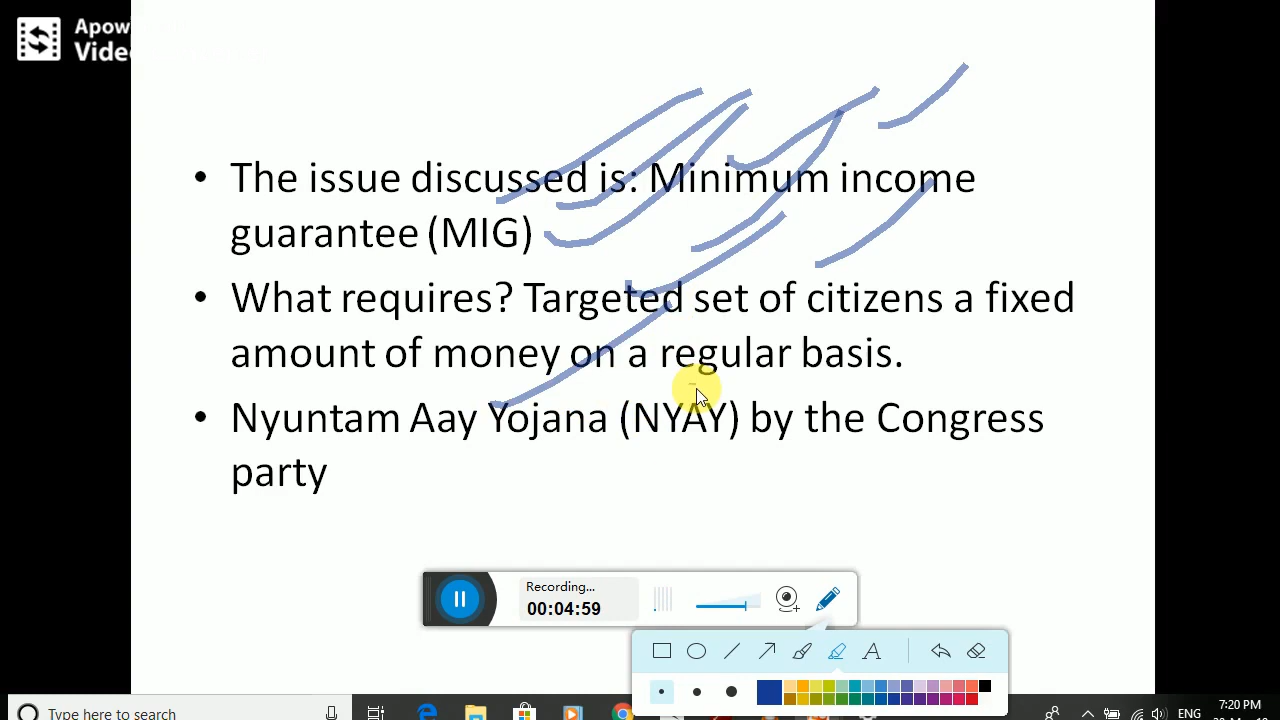 Apow
Vide
• The issue discussed is: Minimum income
guarantee (MIG)
• What requires? Targeted set of citizens a fixed
amount of money on a regular basis.
• Nyuntam Aay Yojana (NYAY) by the Congress
party
Recording...
00:04:59
A
Type here to search
ENG
7:20 PM